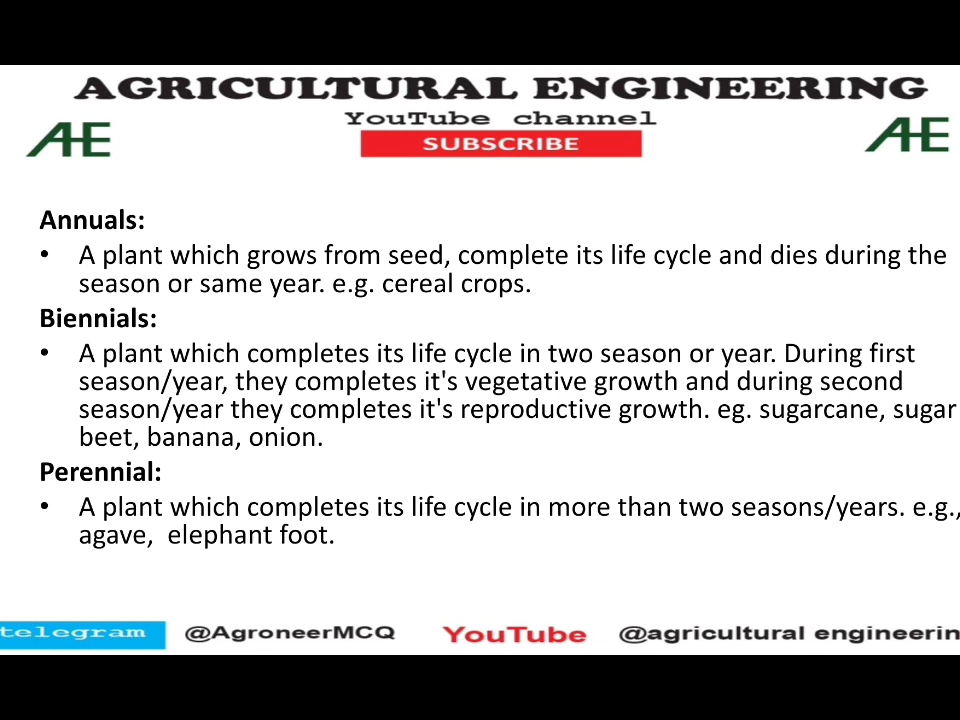 AGRICULTURAL ENGINEERING
YouTube channel
AE
SUBSCRIBE
AE
Annuals:
• A plant which grows from seed, complete its life cycle and dies during the
season or same year. e.g. cereal crops.
Biennials:
• A plant which completes its life cycle in two season or year. During first
season/year, they completes it's vegetative growth and during second
season/year they completes it's reproductive growth. eg. sugarcane, sugar
beet, banana, onion.
Perennial:
• A plant which completes its life cycle in more than two seasons/years. e.g.,
agave,  elephant foot.
telegram @AgroneerMCQ YouTube @agricultural engineerin